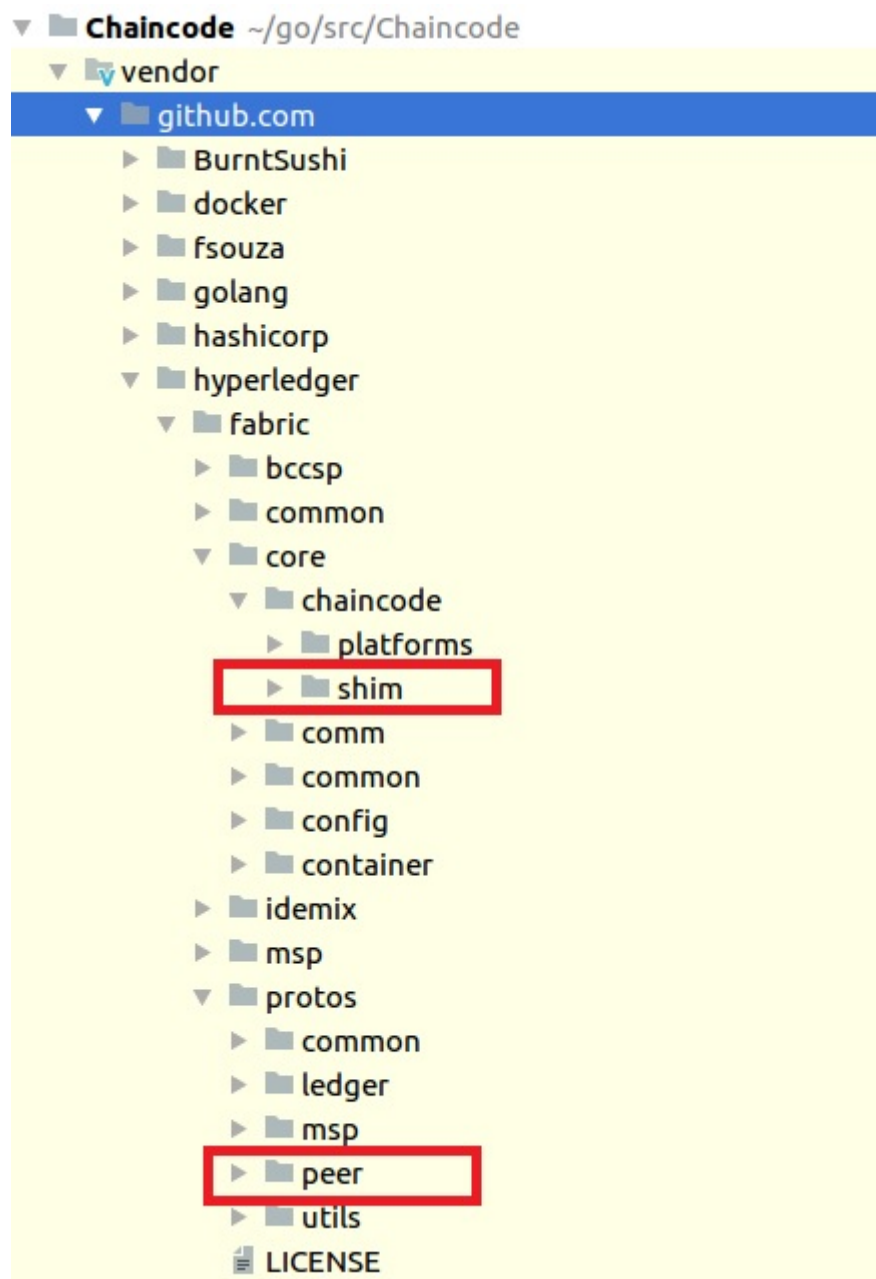 Chaincode ~/go/src/Chaincode
vendor
github.com
BurntSushi
docker
fsouza
golang
hashicorp
hyperledger
fabric
bccsp
common
core
chaincode
platforms
shim
comm
common
config
container
idemix
msp
protos
common
ledger
msp
peer
utils
LICENSE